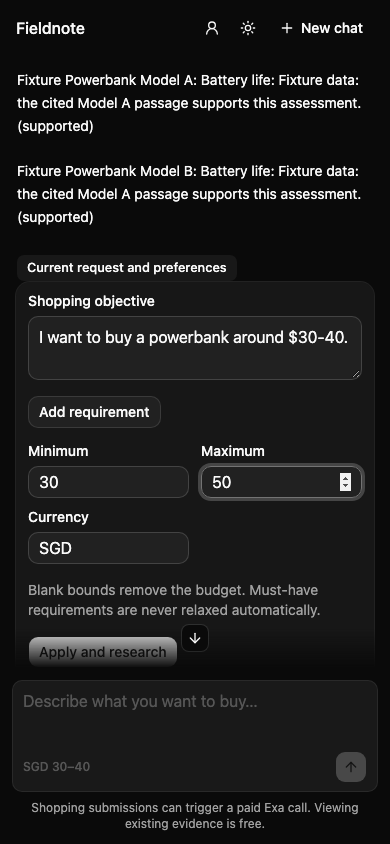 Fieldnote
New chat
Fixture Powerbank Model A: Battery life: Fixture data:
the cited Model A passage supports this assessment.
(supported)
Fixture Powerbank Model B: Battery life: Fixture data:
the cited Model A passage supports this assessment.
(supported)
Current request and preferences
Shopping objective
I want to buy a powerbank around $30-40.
Add requirement
Minimum Maximum
30 50
Currency
SGD
Blank bounds remove the budget. Must-have
requirements are never relaxed automatically.
Apply and research
Describe what you want to buy...
SGD 30–40
Shopping submissions can trigger a paid Exa call. Viewing
existing evidence is free.